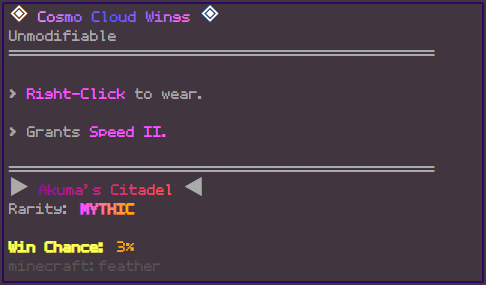 Cosmo Cloud Wings
Unmodifiable
> Right-Click to wear.
> Grants Speed II.
Akuma's Citadel
Rarity: MYTHIC
Win Chance: 3%
minecraft:feather